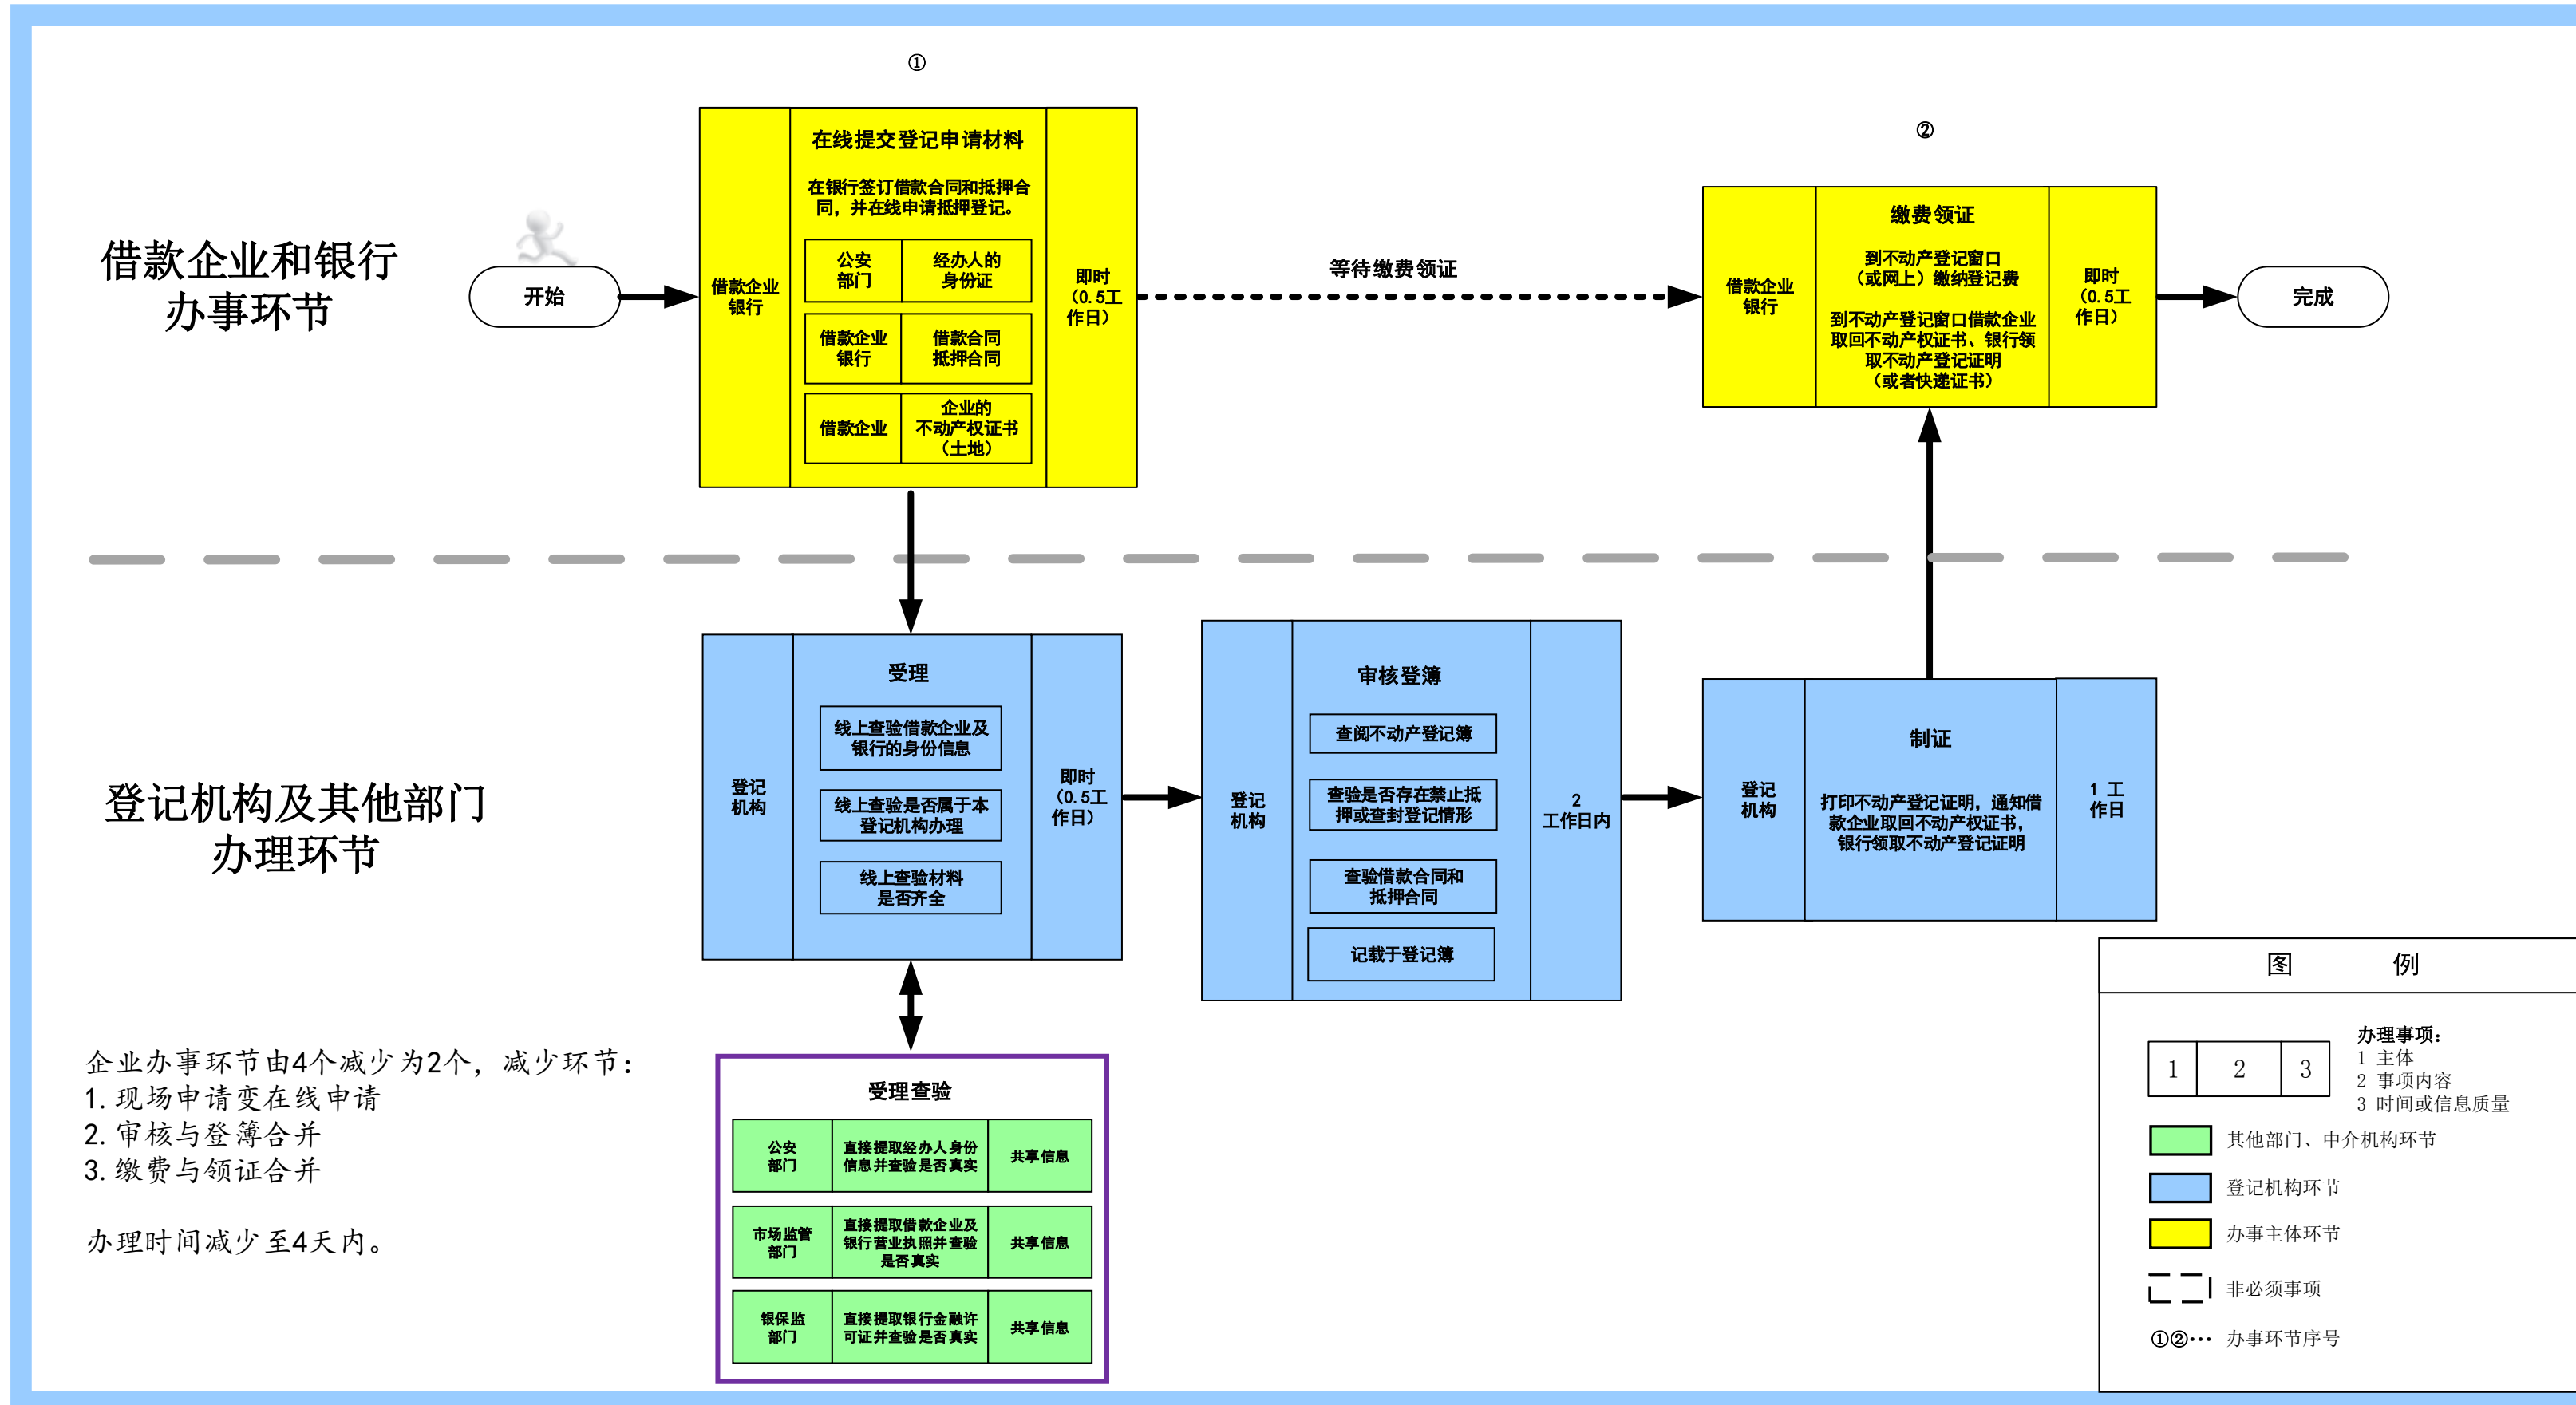 ①
②
借款企业和银行
办事环节
开始
借款企业
银行
在线提交登记申请材料
在银行签订借款合同和抵押合
同，并在线申请抵押登记。
公安
部门
经办人的
身份证
借款企业
银行
借款合同
抵押合同
借款企业
企业的
不动产权证书
（土地）
即时
（0.5工
作日）
等待缴费领证
借款企业
银行
缴费领证
到不动产登记窗口
（或网上）缴纳登记费
到不动产登记窗口借款企业
取回不动产权证书、银行领
取不动产登记证明
（或者快递证书）
即时
（0.5工
作日）
完成
登记机构及其他部门
办理环节
登记
机构
受理
线上查验借款企业及
银行的身份信息
线上查验是否属于本
登记机构办理
线上查验材料
是否齐全
即时
（0.5工
作日）
登记
机构
审核登簿
查阅不动产登记簿
查验是否存在禁止抵
押或查封登记情形
查验借款合同和
抵押合同
记载于登记簿
2
工作日内
登记
机构
制证
打印不动产登记证明，通知借
款企业取回不动产权证书，
银行领取不动产登记证明
1 工
作日
企业办事环节由4个减少为2个，减少环节：
1.现场申请变在线申请
2.审核与登簿合并
3.缴费与领证合并
办理时间减少至4天内。
受理查验
公安
部门
直接提取经办人身份
信息并查验是否真实
共享信息
市场监管
部门
直接提取借款企业及
银行营业执照并查验
是否真实
共享信息
银保监
部门
直接提取银行金融许
可证并查验是否真实
共享信息
图 例
1 2 3
办理事项：
1 主体
2 事项内容
3 时间或信息质量
其他部门、中介机构环节
登记机构环节
办事主体环节
非必须事项
①②··· 办事环节序号